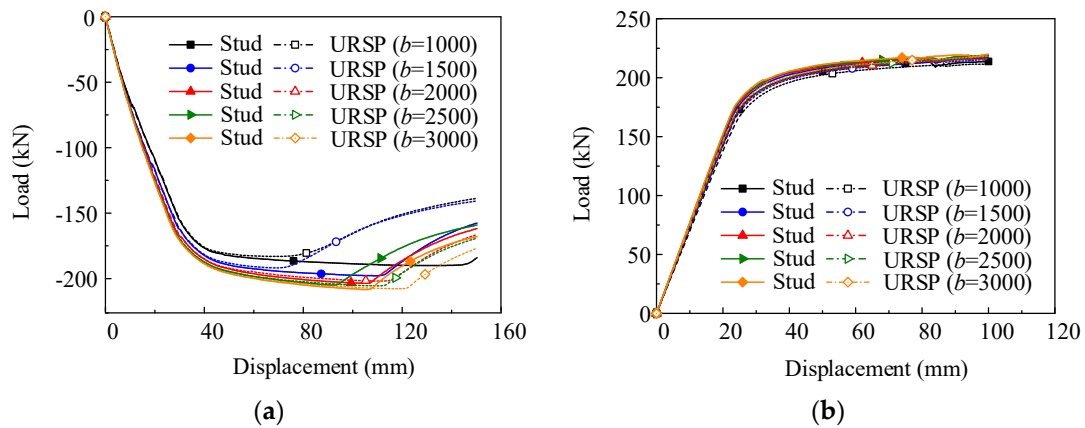 0
-50
-100
-150
-200
Load (kN)
Stud URSP (b=1000)
Stud URSP (b=1500)
Stud URSP (b=2000)
Stud URSP (b=2500)
Stud URSP (b=3000)
0 40 80 120 160
Displacement (mm)
(a)
250
200
150
100
50
0
Load (kN)
Stud URSP (b=1000)
Stud URSP (b=1500)
Stud URSP (b=2000)
Stud URSP (b=2500)
Stud URSP (b=3000)
0 20 40 60 80 100 120
Displacement (mm)
(b)